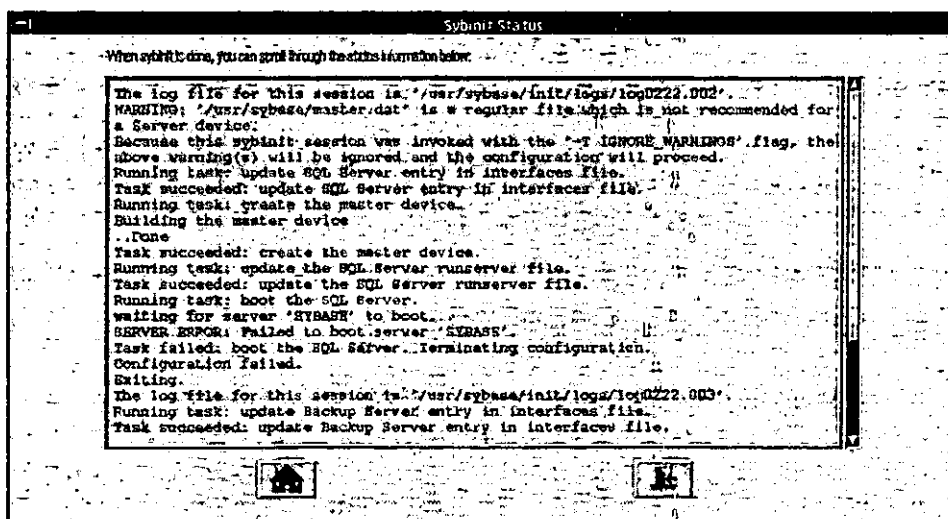 Sybinit Status
When sybinit is done, you can scroll through the status information below.
The log file for this session is '/usr/sybase/init/logs/log0222.002'.
WARNING: '/usr/sybase/master.dat' is a regular file which is not recommended for
a Server device.
Because this sybinit session was invoked with the '-T IGNORE_WARNINGS' flag, the
above warning(s) will be ignored and the configuration will proceed.
Running task: update SQL Server entry in interfaces file.
Task succeeded: update SQL Server entry in interfaces file.
Running task: create the master device.
Building the master device
..Done
Task succeeded: create the master device.
Running task: update the SQL Server runserver file.
Task succeeded: update the SQL Server runserver file.
Running task: boot the SQL Server.
waiting for server 'SYBASE' to boot...
SERVER ERROR: Failed to boot server 'SYBASE'.
Task failed: boot the SQL Server. Terminating configuration.
Configuration failed.
Exiting.
The log file for this session is '/usr/sybase/init/logs/log0222.003'.
Running task: update Backup Server entry in interfaces file.
Task succeeded: update Backup Server entry in interfaces file.